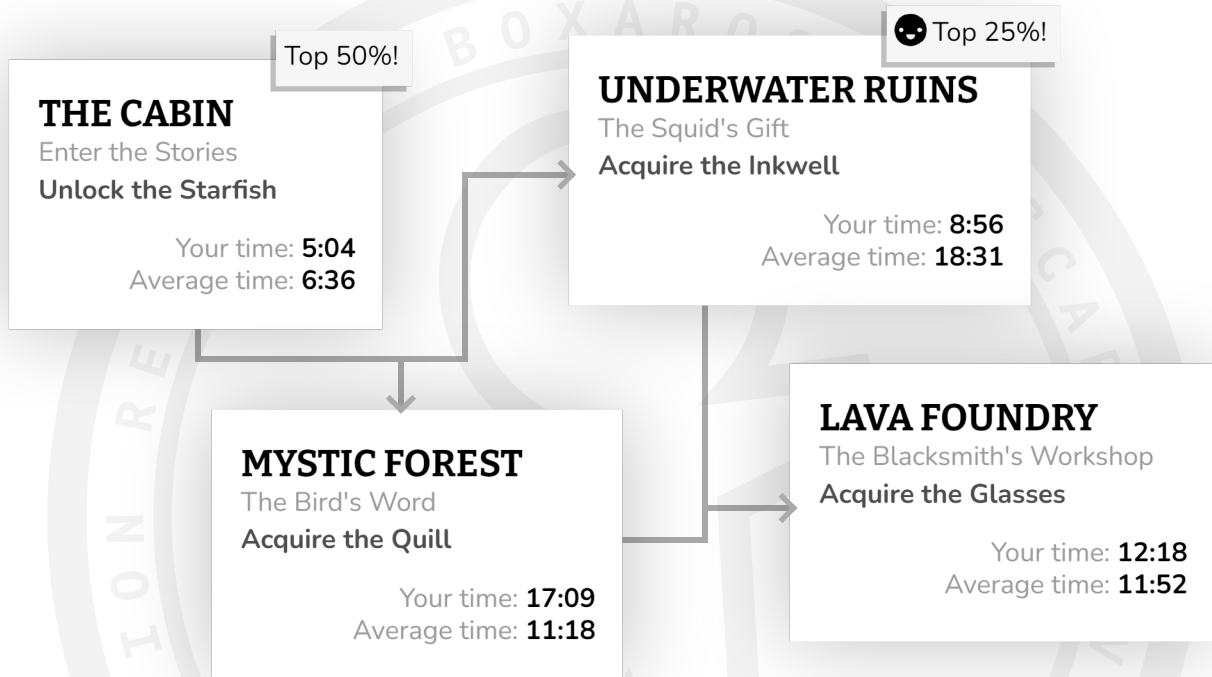 Top 50%!
THE CABIN
Enter the Stories
Unlock the Starfish
Your time: 5:04
Average time: 6:36
Top 25%!
UNDERWATER RUINS
The Squid's Gift
Acquire the Inkwell
Your time: 8:56
Average time: 18:31
MYSTIC FOREST
The Bird's Word
Acquire the Quill
Your time: 17:09
Average time: 11:18
LAVA FOUNDRY
The Blacksmith's Workshop
Acquire the Glasses
Your time: 12:18
Average time: 11:52